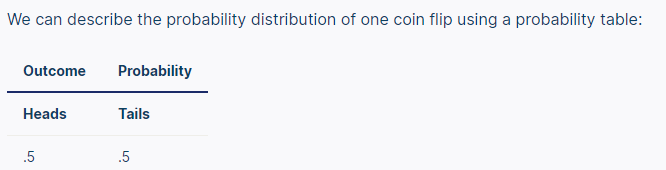 We can describe the probability distribution of one coin flip using a probability table:
Outcome Probability
Heads Tails
.5 .5